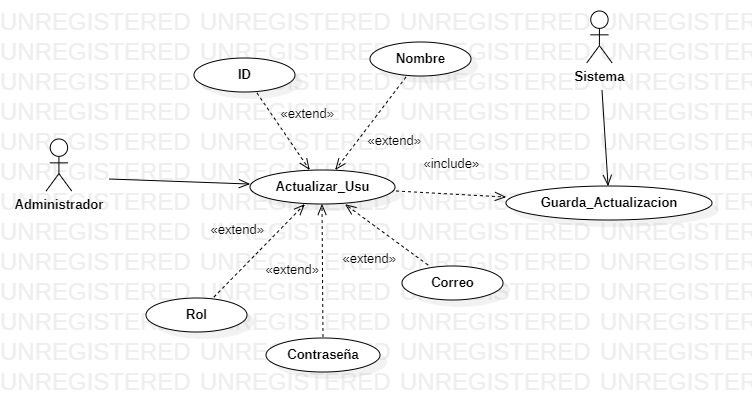 UNREGISTERED UNREGISTERED UNREGISTERED UNREGISTERED
Sistema
Nombre
ID
«extend»
«extend»
«include»
Administrador
Actualizar_Usu
Guarda_Actualizacion
«extend»
«extend»
«extend»
Correo
Rol
Contraseña